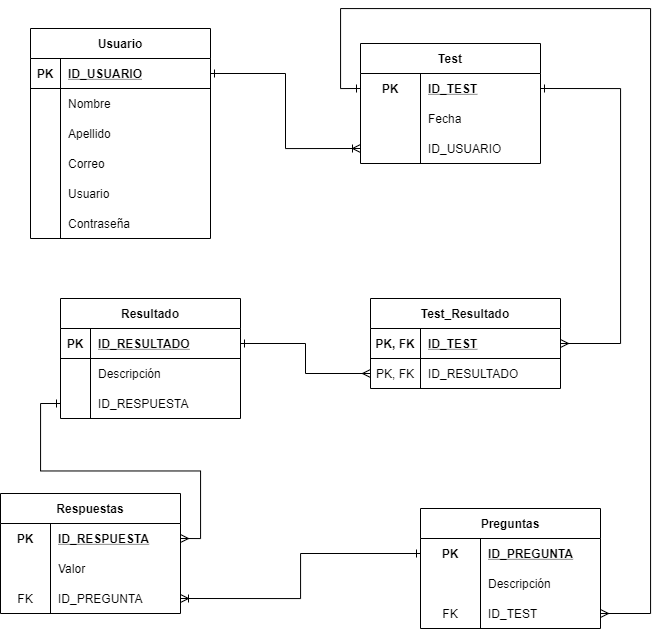 Usuario
PK ID_USUARIO
Nombre
Apellido
Correo
Usuario
Contraseña
Test
PK ID_TEST
Fecha
ID_USUARIO
Resultado
PK ID_RESULTADO
Descripción
ID_RESPUESTA
Test_Resultado
PK, FK ID_TEST
PK, FK ID_RESULTADO
Respuestas
PK ID_RESPUESTA
Valor
FK ID_PREGUNTA
Preguntas
PK ID_PREGUNTA
Descripción
FK ID_TEST